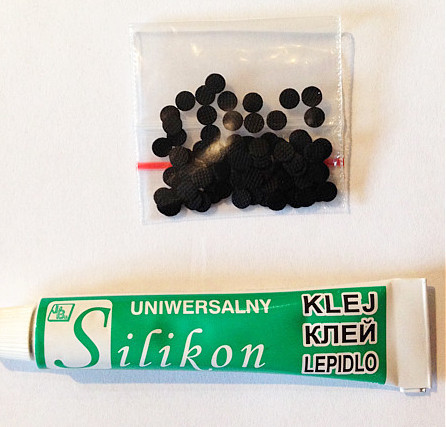 UNIWERSALNY
Silikon
KLEJ
КЛЕЙ
LEPIDLO